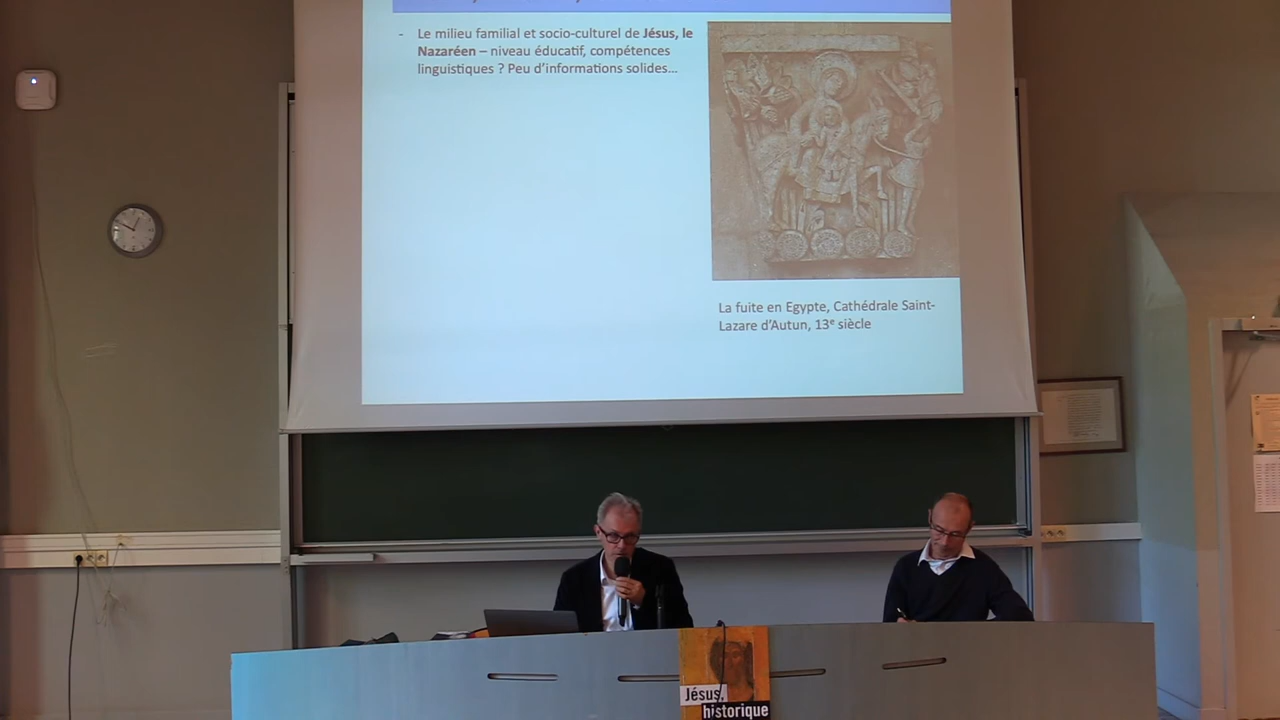 - Le milieu familial et socio-culturel de Jésus, le
Nazaréen – niveau éducatif, compétences
linguistiques ? Peu d'informations solides...
La fuite en Egypte, Cathédrale Saint-
Lazare d'Autun, 13e siècle
Jésus,
historique